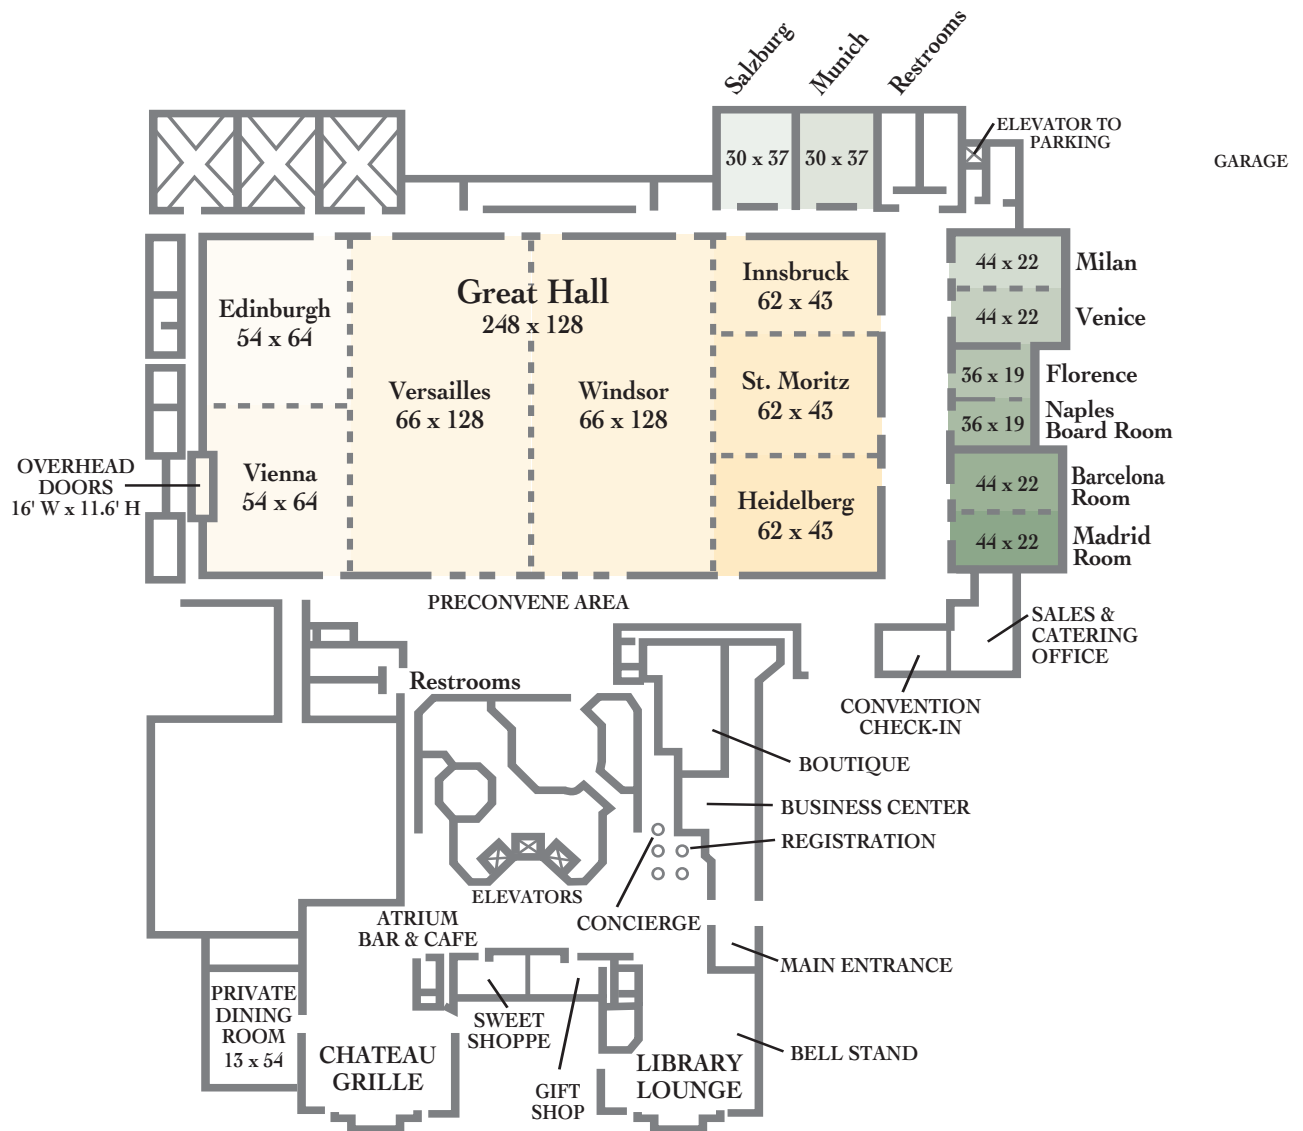 Salzburg
Munich
Restrooms
ELEVATOR TO
PARKING
GARAGE
30 x 37
30 x 37
Edinburgh
54 x 64
Great Hall
248 x 128
Innsbruck
62 x 43
44 x 22
Milan
44 x 22
Venice
Versailles
66 x 128
Windsor
66 x 128
St. Moritz
62 x 43
36 x 19
Florence
36 x 19
Naples
Board Room
OVERHEAD
DOORS
16' W x 11.6' H
Vienna
54 x 64
Heidelberg
62 x 43
44 x 22
Barcelona
Room
44 x 22
Madrid
Room
PRECONVENE AREA
SALES &
CATERING
OFFICE
Restrooms
CONVENTION
CHECK-IN
BOUTIQUE
BUSINESS CENTER
REGISTRATION
ELEVATORS
CONCIERGE
ATRIUM
BAR & CAFE
MAIN ENTRANCE
PRIVATE
DINING
ROOM
13 x 54
SWEET
SHOPPE
CHATEAU
GRILLE
GIFT
SHOP
LIBRARY
LOUNGE
BELL STAND